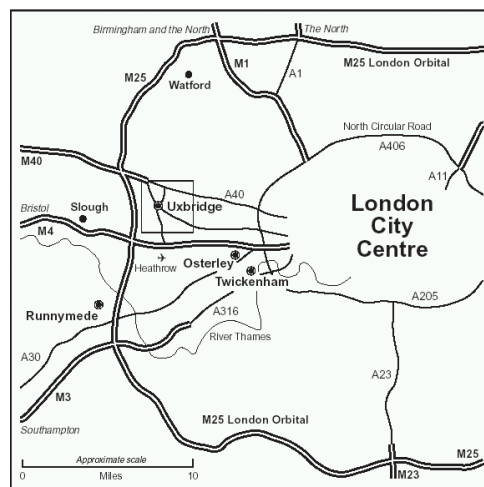 Birmingham and the North
The North
M25
M1
A1
M25 London Orbital
Watford
North Circular Road
A406
M40
A11
A40
Bristol
Slough
Uxbridge
London
City
Centre
M4
Heathrow
Osterley
Twickenham
Runnymede
A205
A316
River Thames
A30
A23
M3
M25 London Orbital
Southampton
Approximate scale
0
Miles
10
M23
M25